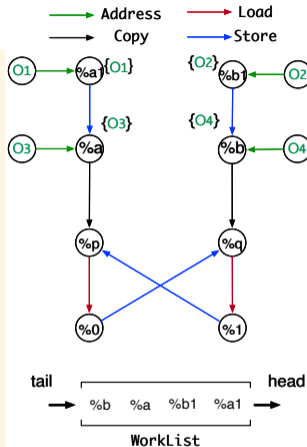 Address Load
Copy Store
O1 %a1 {O1} {O2} %b1 O2
{O3} {O4}
O3 %a %b O4
%p %q
%0 %1
tail head
%b %a %b1 %a1
WorkList